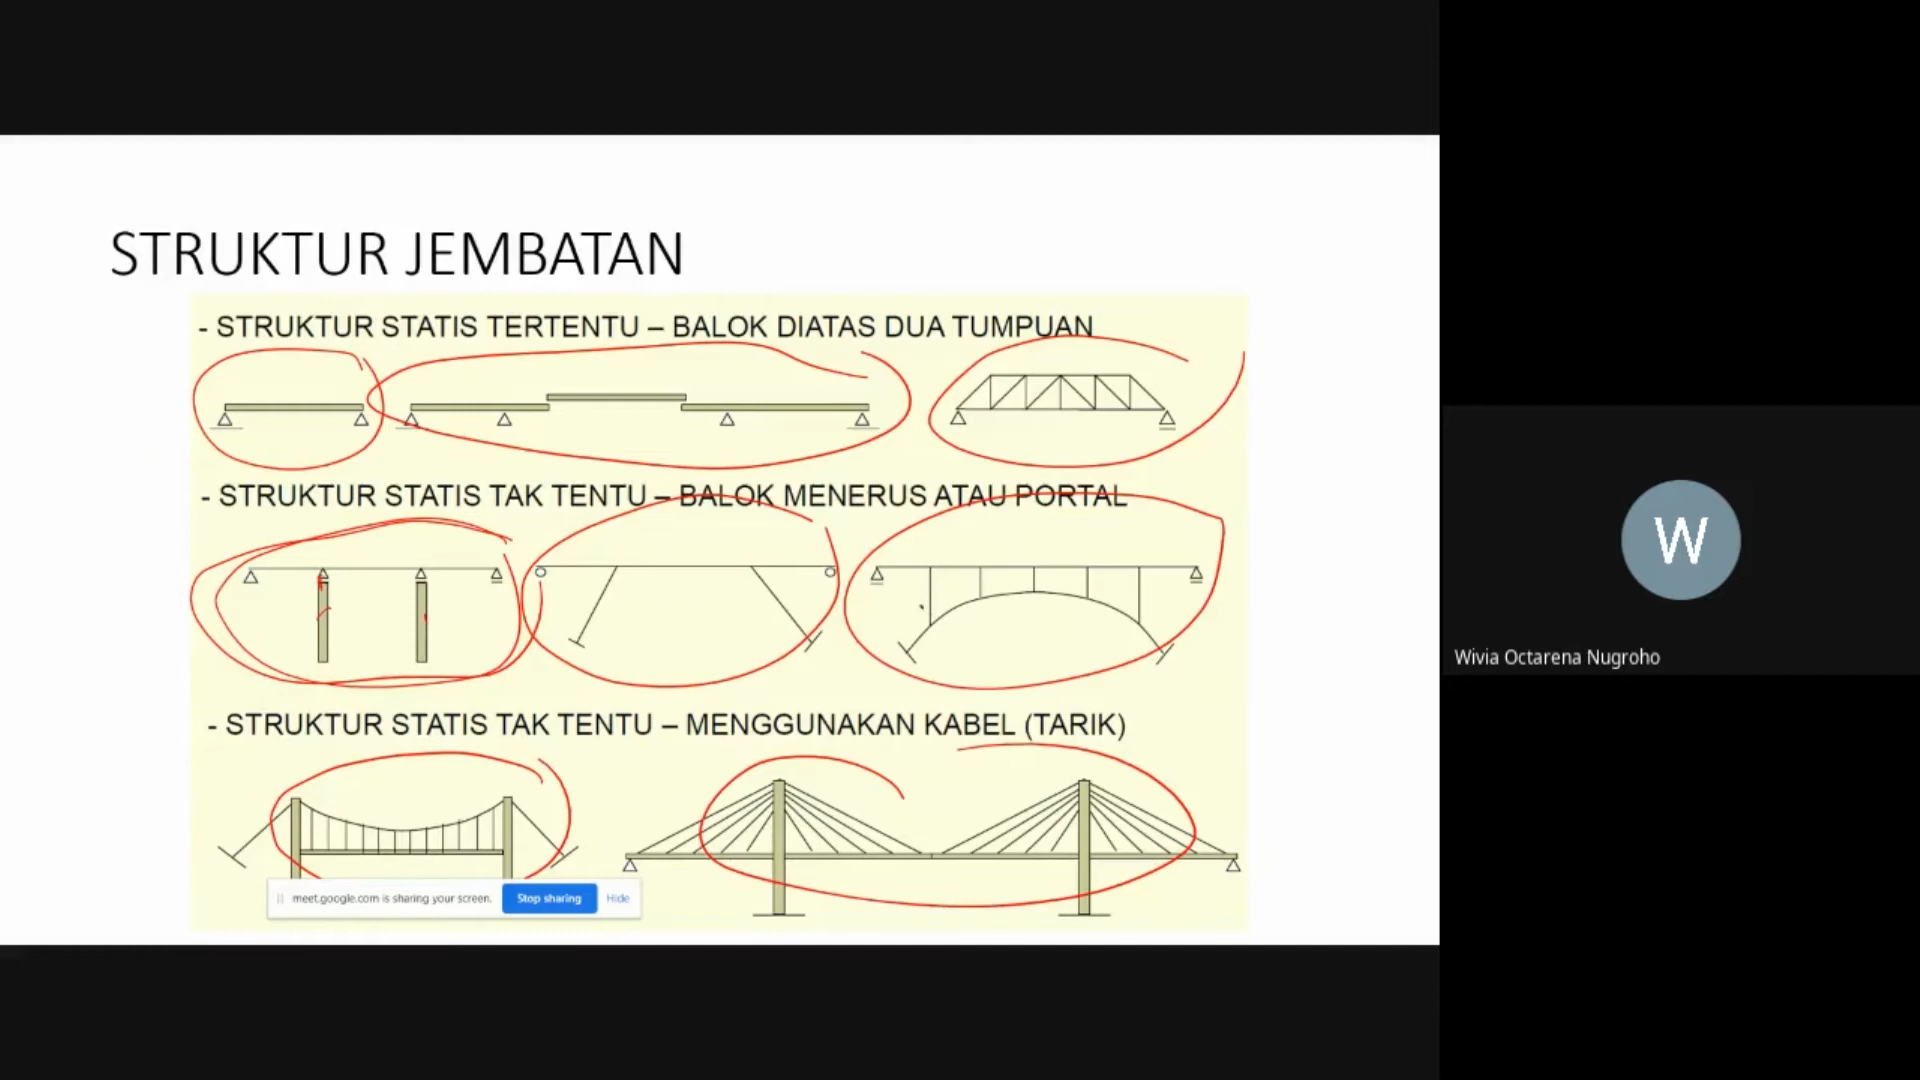 STRUKTUR JEMBATAN
- STRUKTUR STATIS TERTENTU – BALOK DIATAS DUA TUMPUAN
- STRUKTUR STATIS TAK TENTU – BALOK MENERUS ATAU PORTAL
- STRUKTUR STATIS TAK TENTU – MENGGUNAKAN KABEL (TARIK)
meet.google.com is sharing your screen. Stop sharing Hide
W
Wivia Octarena Nugroho